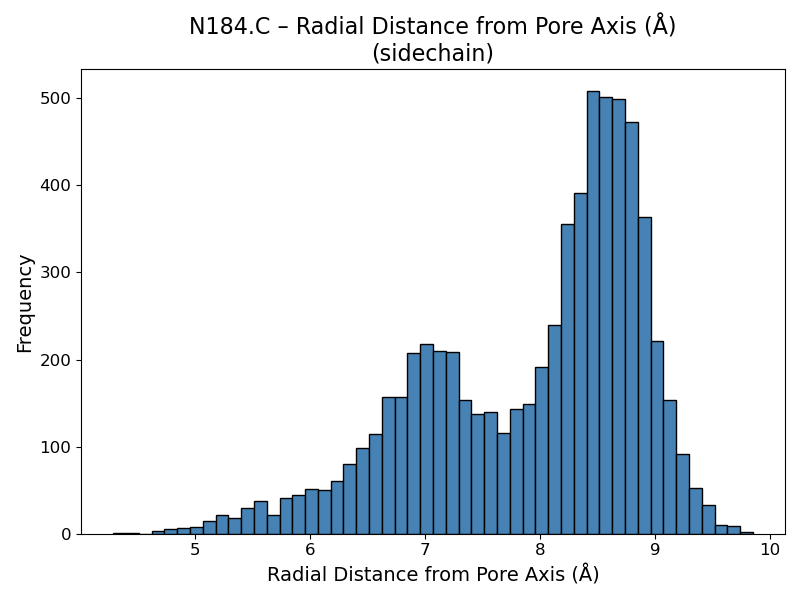 N184.C – Radial Distance from Pore Axis (Å)
(sidechain)
500
400
300
200
100
0
Frequency
5 6 7 8 9 10
Radial Distance from Pore Axis (Å)